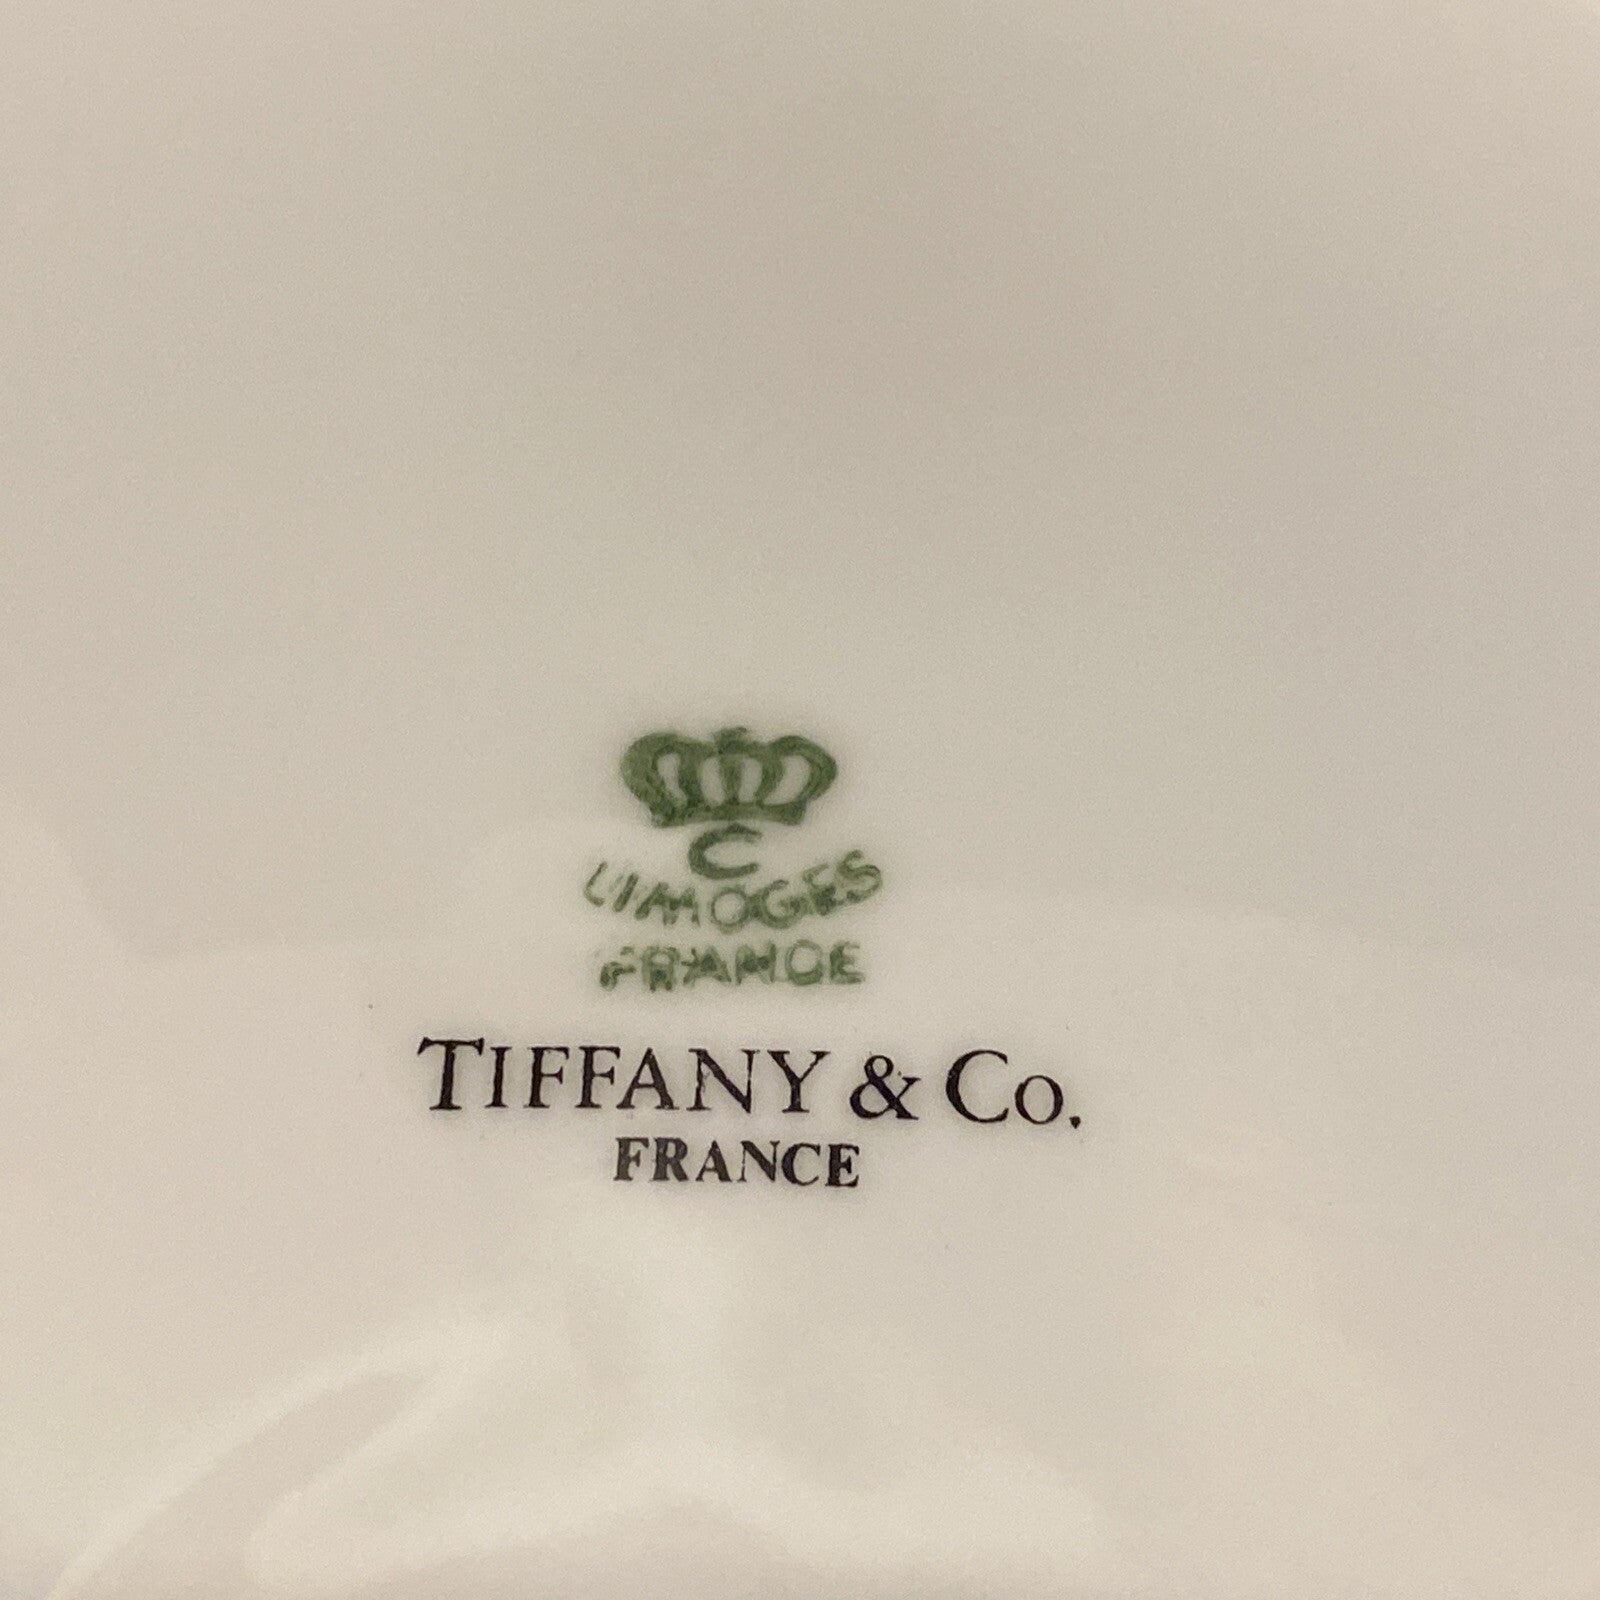 C
LIMOGES
FRANCE
TIFFANY & CO.
FRANCE